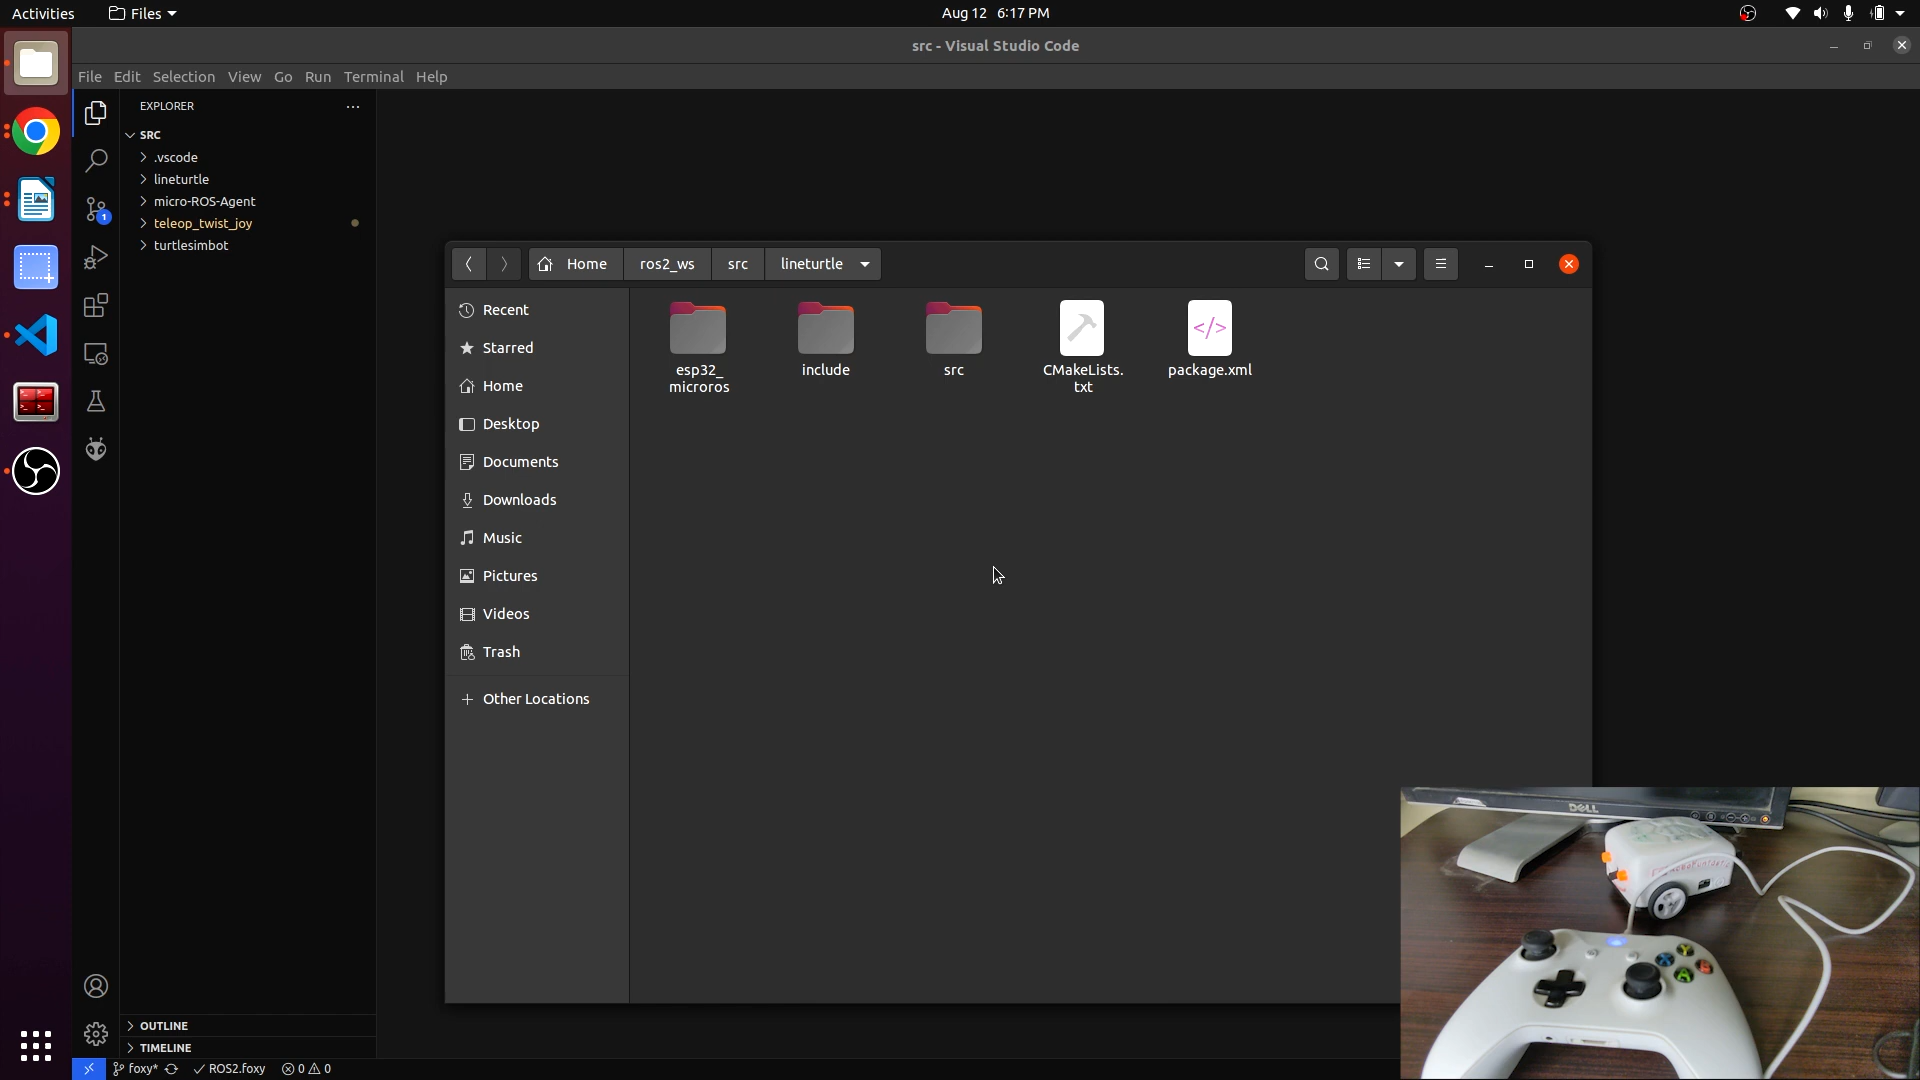 Activities
Files
Aug 12 6:17 PM
src - Visual Studio Code
File Edit Selection View Go Run Terminal Help
EXPLORER
SRC
.vscode
lineturtle
micro-ROS-Agent
teleop_twist_joy
turtlesimbot
1
Home
ros2_ws
src
lineturtle
Recent
Starred
Home
Desktop
Documents
Downloads
Music
Pictures
Videos
Trash
Other Locations
esp32_
microros
include
src
CMakeLists.
txt
</>
package.xml
DELL
Y
X
B
A
OUTLINE
TIMELINE
foxy*
ROS2.foxy
0
0